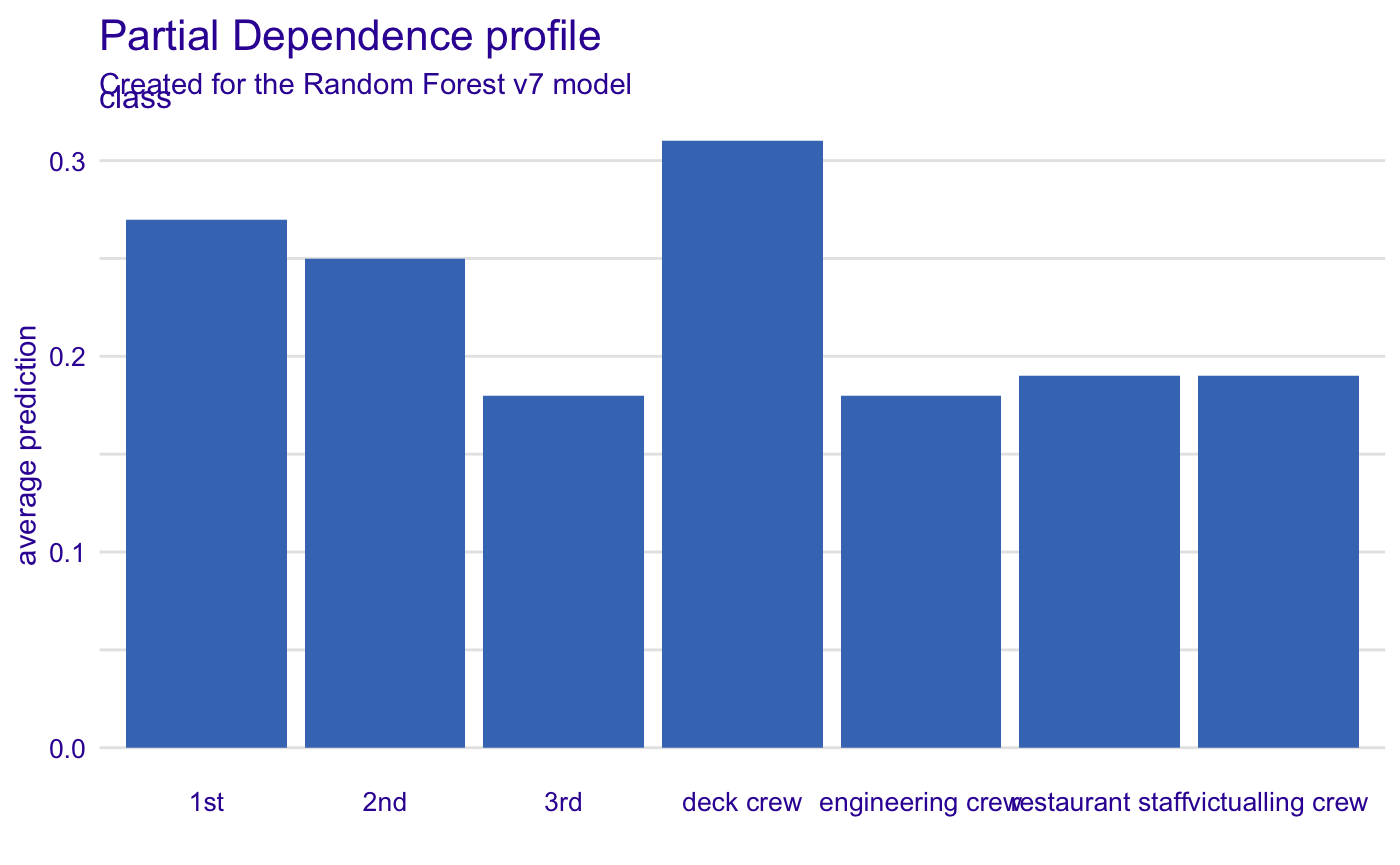 Partial Dependence profile
Created for the Random Forest v7 model
class
average prediction
0.3
0.2
0.1
0.0
1st 2nd 3rd deck crew engineering crew restaurant staff victualling crew